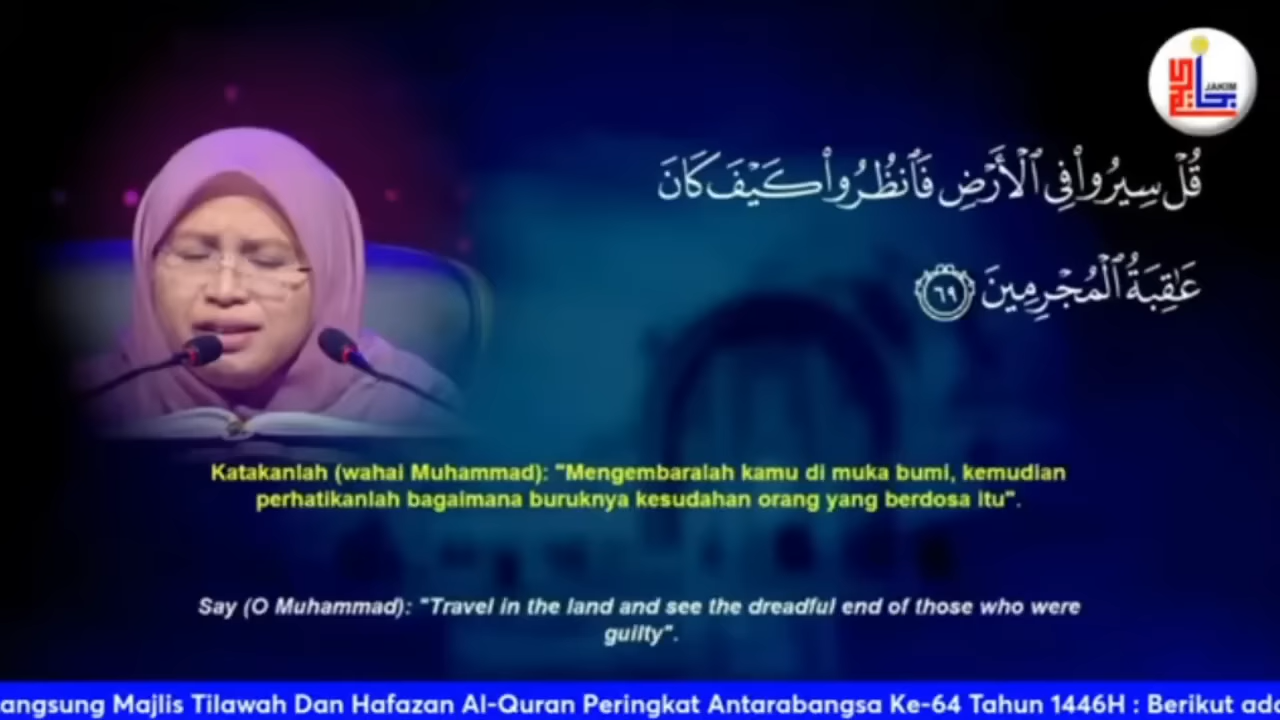 JAKIM
قُلْ سِيرُوا۟ فِى ٱلْأَرْضِ فَٱنظُرُوا۟ كَيْفَ كَانَ
عَـٰقِبَةُ ٱلْمُجْرِمِينَ ٦٩
Katakanlah (wahai Muhammad): "Mengembaralah kamu di muka bumi, kemudian
perhatikanlah bagaimana buruknya kesudahan orang yang berdosa itu".
Say (O Muhammad): "Travel in the land and see the dreadful end of those who were
guilty".
angsung Majlis Tilawah Dan Hafazan Al-Quran Peringkat Antarabangsa Ke-64 Tahun 1446H : Berikut ada